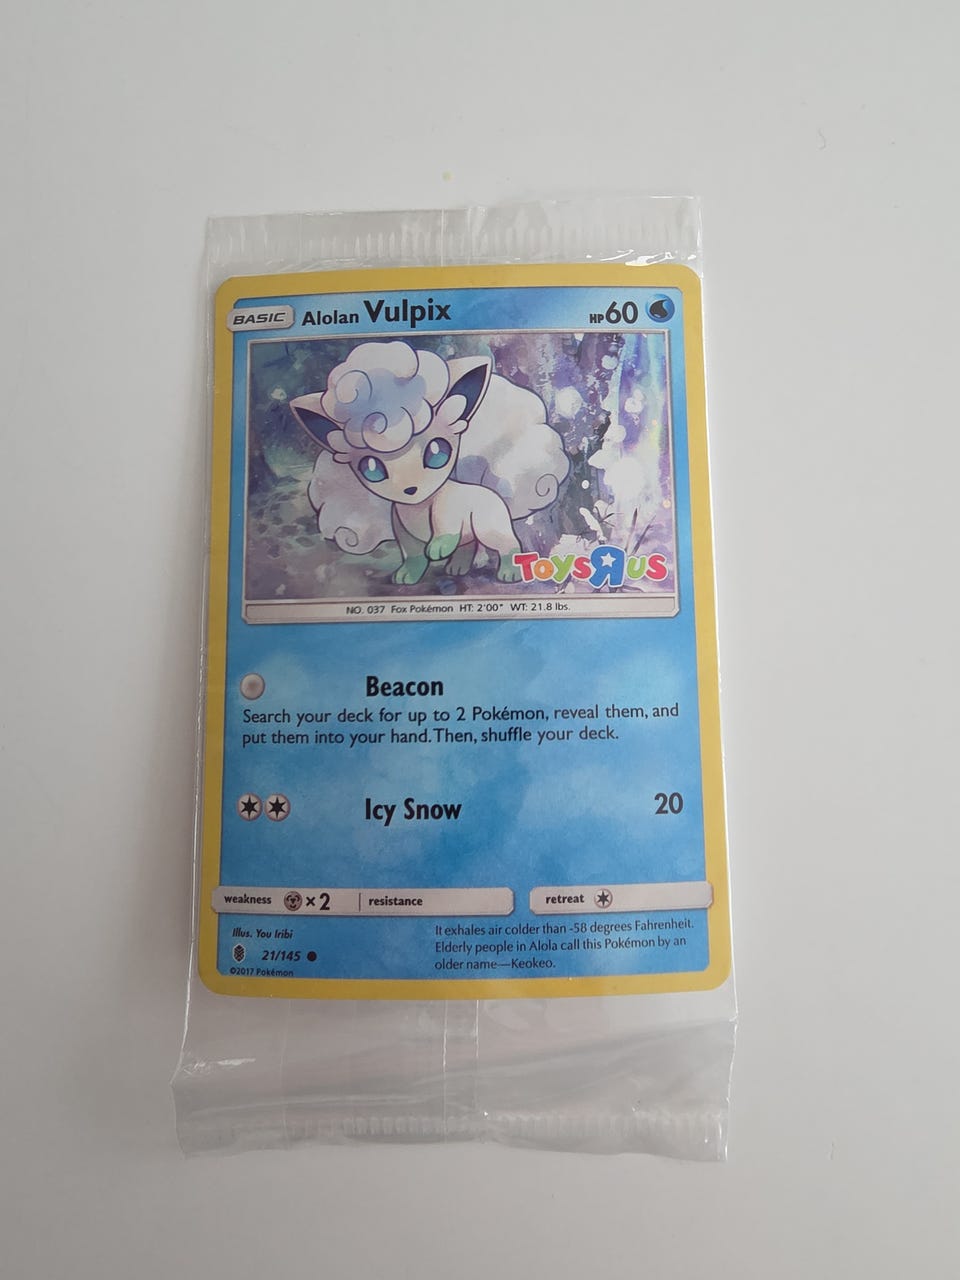 BASIC Alolan Vulpix HP 60
ToysЯUs
NO. 037 Fox Pokémon HT: 2'00" WT: 21.8 lbs.
Beacon
Search your deck for up to 2 Pokémon, reveal them, and
put them into your hand. Then, shuffle your deck.
Icy Snow 20
weakness ×2 resistance retreat
Illus. You Iribi
21/145
©2017 Pokémon
It exhales air colder than -58 degrees Fahrenheit.
Elderly people in Alola call this Pokémon by an
older name—Keokeo.